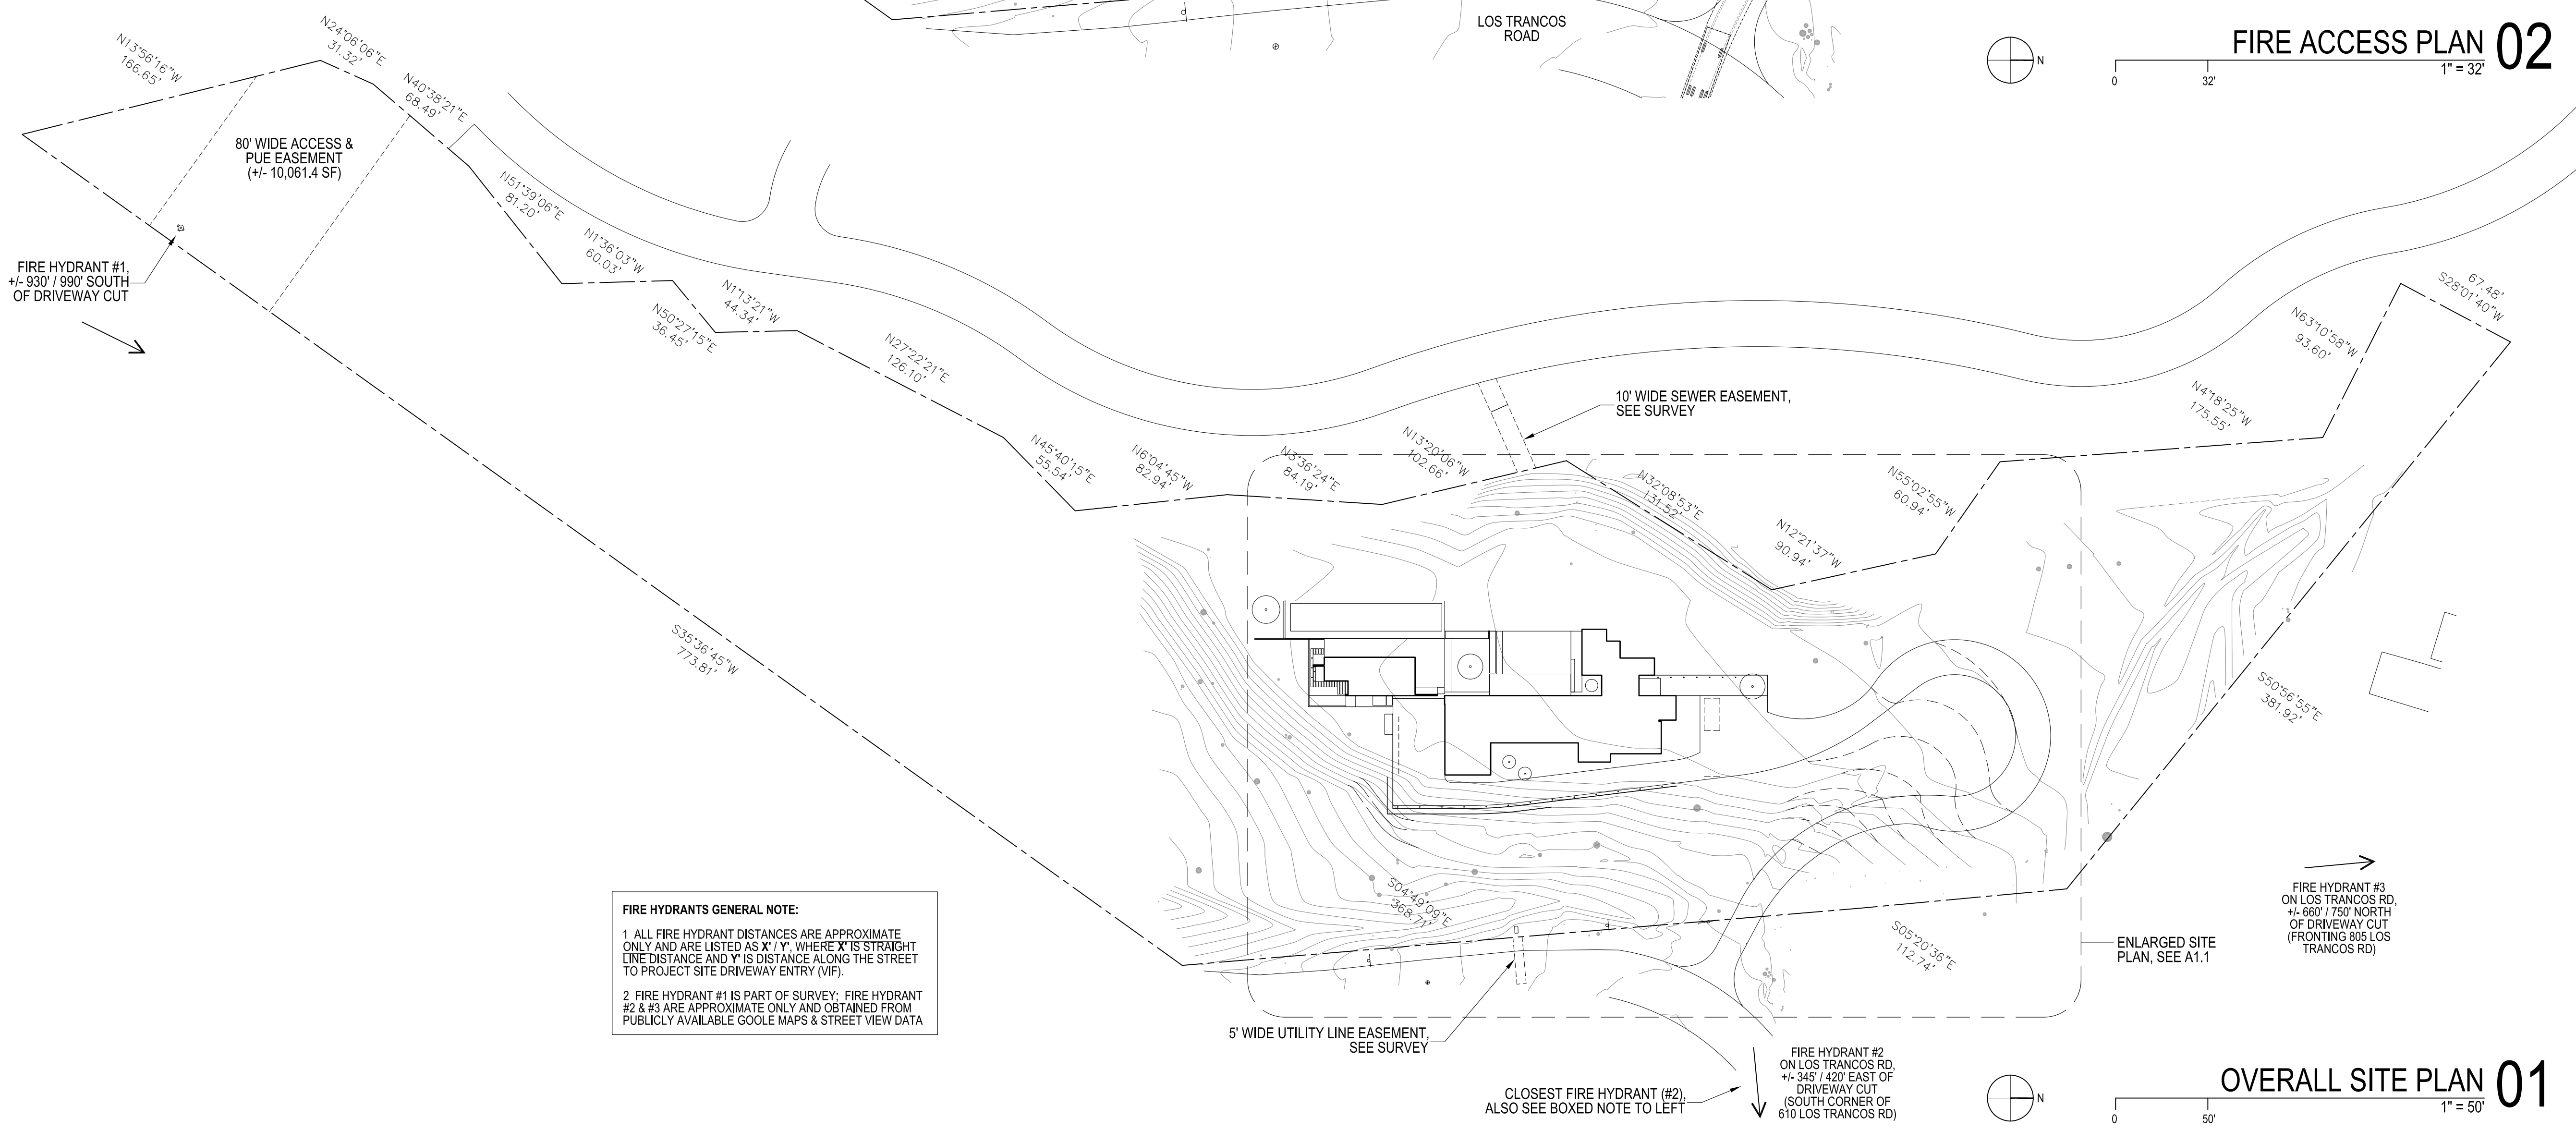 LOS TRANCOS
ROAD
N
FIRE ACCESS PLAN 02
0
32'
1" = 32'
N13°56'16"W
166.65'
N24°06'06"E
31.32'
N40°38'21"E
68.49'
80' WIDE ACCESS &
PUE EASEMENT
(+/- 10,061.4 SF)
N51°39'06"E
81.20'
N1°36'03"W
60.03'
FIRE HYDRANT #1,
+/- 930' / 990' SOUTH
OF DRIVEWAY CUT
N50°27'15"E
36.45'
N1°13'21"W
44.34'
N27°22'21"E
126.10'
N45°40'15"E
55.54'
N6°04'45"W
82.94'
N3°36'24"E
84.19'
N13°20'06"W
102.66'
10' WIDE SEWER EASEMENT,
SEE SURVEY
N32°08'53"E
131.52'
N12°21'37"W
90.94'
N55°02'55"W
60.94'
N4°18'25"W
175.55'
N63°10'58"W
93.60'
67.48'
S28°01'40"W
S35°36'45"W
773.81'
S50°56'55"E
381.92'
S04°49'09"E
368.71'
S05°20'36"E
112.74'
FIRE HYDRANTS GENERAL NOTE:
1 ALL FIRE HYDRANT DISTANCES ARE APPROXIMATE
ONLY AND ARE LISTED AS X' / Y', WHERE X' IS STRAIGHT
LINE DISTANCE AND Y' IS DISTANCE ALONG THE STREET
TO PROJECT SITE DRIVEWAY ENTRY (VIF).
2 FIRE HYDRANT #1 IS PART OF SURVEY; FIRE HYDRANT
#2 & #3 ARE APPROXIMATE ONLY AND OBTAINED FROM
PUBLICLY AVAILABLE GOOLE MAPS & STREET VIEW DATA
5' WIDE UTILITY LINE EASEMENT,
SEE SURVEY
CLOSEST FIRE HYDRANT (#2),
ALSO SEE BOXED NOTE TO LEFT
FIRE HYDRANT #2
ON LOS TRANCOS RD,
+/- 345' / 420' EAST OF
DRIVEWAY CUT
(SOUTH CORNER OF
610 LOS TRANCOS RD)
ENLARGED SITE
PLAN, SEE A1.1
FIRE HYDRANT #3
ON LOS TRANCOS RD,
+/- 660' / 750' NORTH
OF DRIVEWAY CUT
(FRONTING 805 LOS
TRANCOS RD)
N
OVERALL SITE PLAN 01
0
50'
1" = 50'